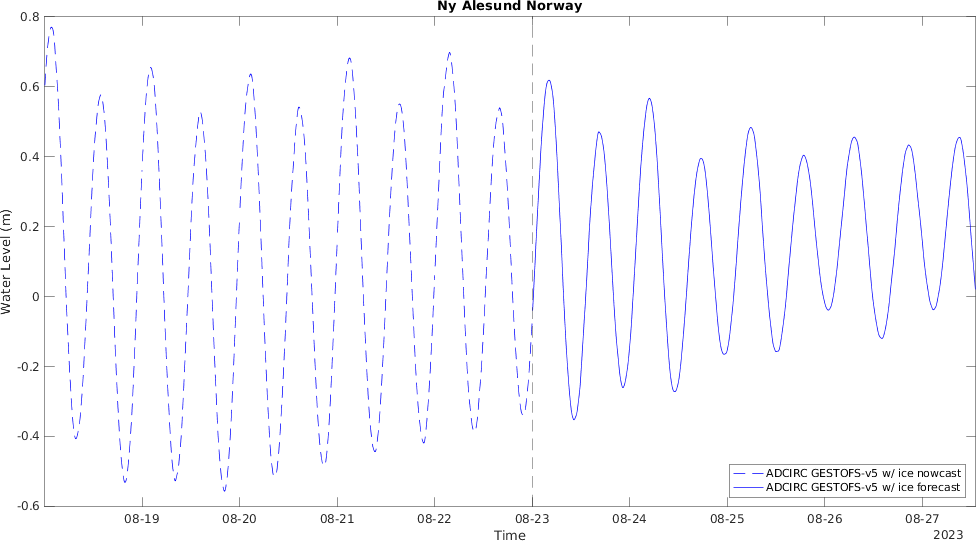 Ny Alesund Norway
0.8
0.6
0.4
0.2
0
-0.2
-0.4
-0.6
Water Level (m)
ADCIRC GESTOFS-v5 w/ ice nowcast
ADCIRC GESTOFS-v5 w/ ice forecast
08-19 08-20 08-21 08-22 08-23 08-24 08-25 08-26 08-27
Time
2023